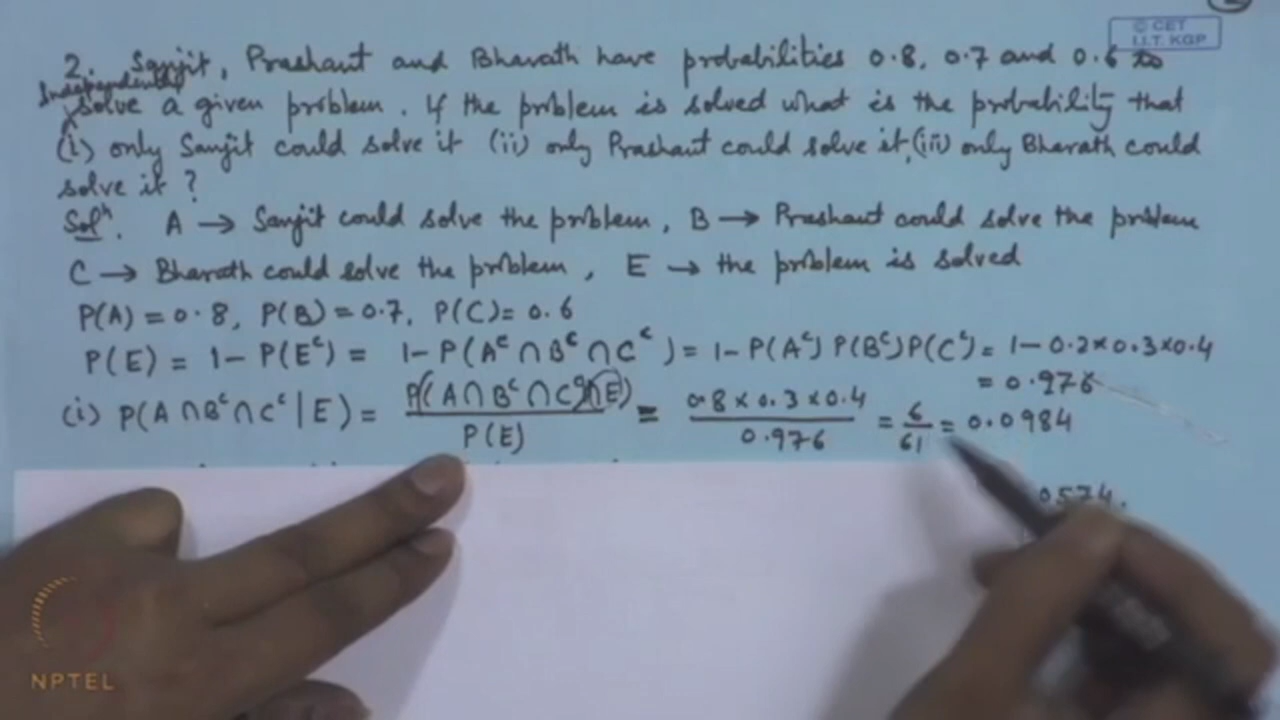 © CET
I.I.T. KGP
2. Sanjit, Prashant and Bharath have probabilities 0.8, 0.7 and 0.6 to
Independently
solve a given problem. If the problem is solved what is the probability that
(i) only Sanjit could solve it (ii) only Prashant could solve it, (iii) only Bharath could
solve it ?
Solⁿ. A → Sanjit could solve the problem, B → Prashant could solve the problem
C → Bharath could solve the problem, E → the problem is solved
P(A) = 0.8, P(B) = 0.7, P(C) = 0.6
P(E) = 1 - P(Eᶜ) = 1 - P(Aᶜ ∩ Bᶜ ∩ Cᶜ) = 1 - P(Aᶜ) P(Bᶜ) P(Cᶜ) = 1 - 0.2 × 0.3 × 0.4
= 0.976
(i) P(A ∩ Bᶜ ∩ Cᶜ | E) = P((A ∩ Bᶜ ∩ Cᶜ) ∩ E) / P(E) = 0.8 × 0.3 × 0.4 / 0.976 = 6/61 = 0.0984
0574.
NPTEL